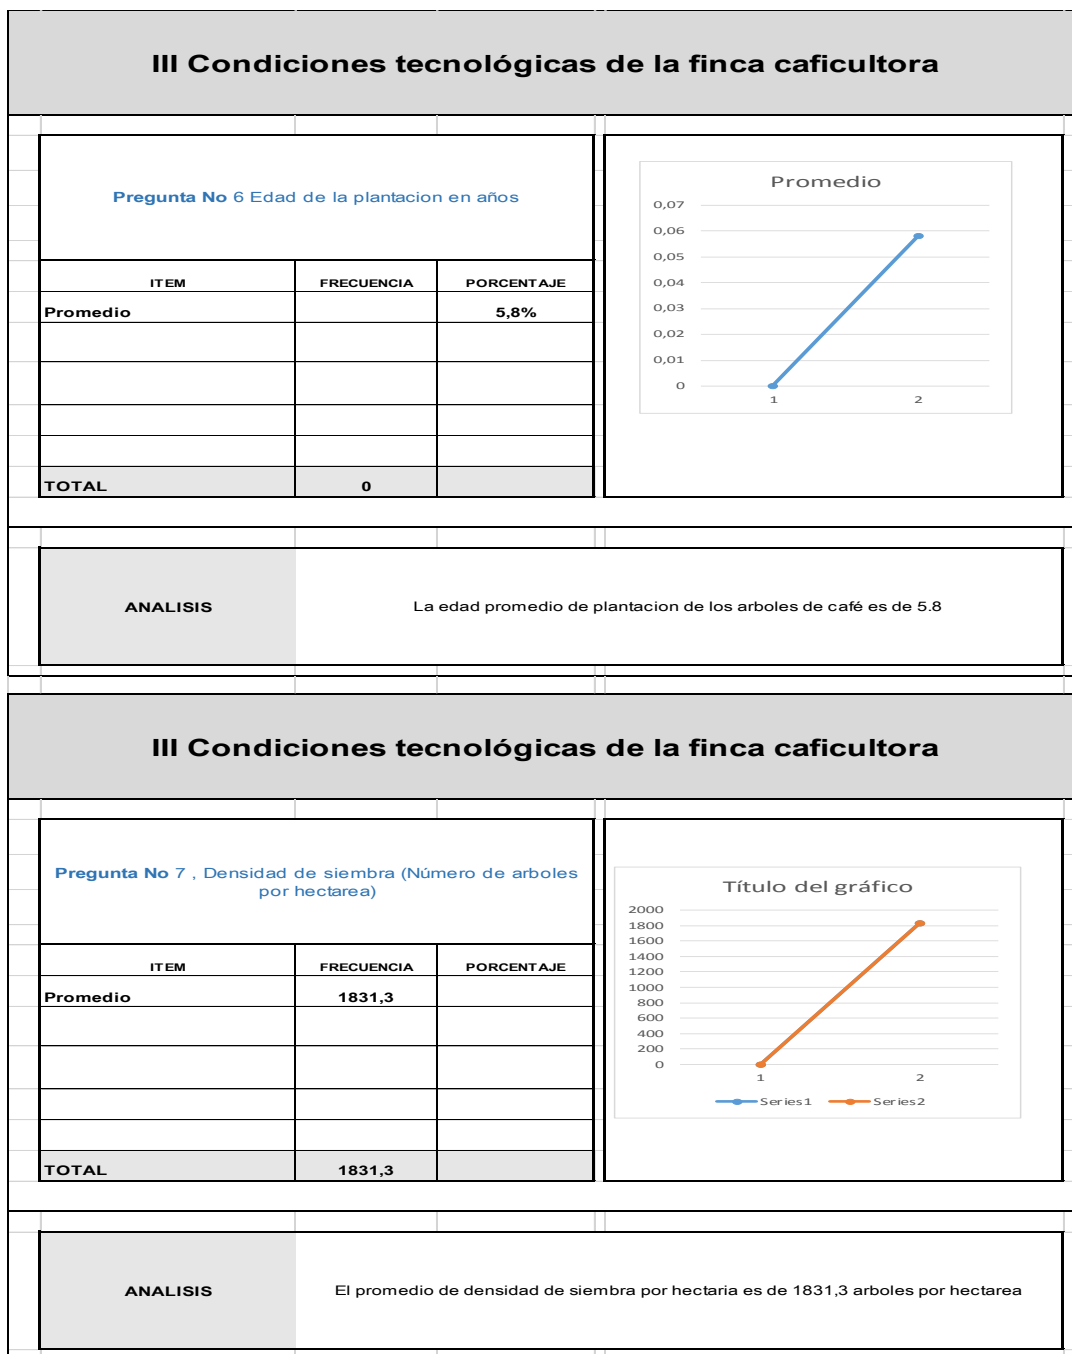 III Condiciones tecnológicas de la finca caficultora
Pregunta No 6 Edad de la plantacion en años
ITEM FRECUENCIA PORCENTAJE
Promedio 5,8%
TOTAL 0
Promedio
0,07
0,06
0,05
0,04
0,03
0,02
0,01
0
1 2
ANALISIS La edad promedio de plantacion de los arboles de café es de 5.8
III Condiciones tecnológicas de la finca caficultora
Pregunta No 7 , Densidad de siembra (Número de arboles
por hectarea)
ITEM FRECUENCIA PORCENTAJE
Promedio 1831,3
TOTAL 1831,3
Título del gráfico
2000
1800
1600
1400
1200
1000
800
600
400
200
0
1 2
Series1 Series2
ANALISIS El promedio de densidad de siembra por hectaria es de 1831,3 arboles por hectarea